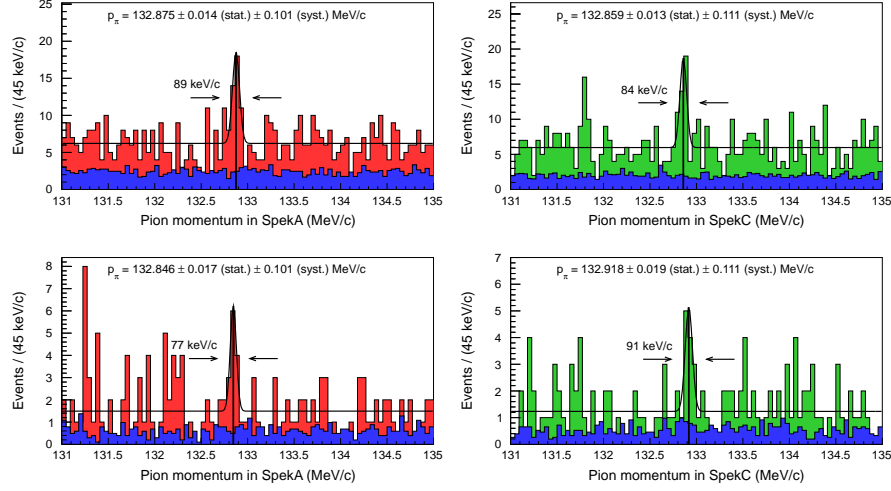 p_π = 132.875 ± 0.014 (stat.) ± 0.101 (syst.) MeV/c
89 keV/c
Events / (45 keV/c)
0
5
10
15
20
25
131 131.5 132 132.5 133 133.5 134 134.5 135
Pion momentum in SpekA (MeV/c)
p_π = 132.859 ± 0.013 (stat.) ± 0.111 (syst.) MeV/c
84 keV/c
Events / (45 keV/c)
0
5
10
15
20
25
131 131.5 132 132.5 133 133.5 134 134.5 135
Pion momentum in SpekC (MeV/c)
p_π = 132.846 ± 0.017 (stat.) ± 0.101 (syst.) MeV/c
77 keV/c
Events / (45 keV/c)
0
1
2
3
4
5
6
7
8
131 131.5 132 132.5 133 133.5 134 134.5 135
Pion momentum in SpekA (MeV/c)
p_π = 132.918 ± 0.019 (stat.) ± 0.111 (syst.) MeV/c
91 keV/c
Events / (45 keV/c)
0
1
2
3
4
5
6
7
131 131.5 132 132.5 133 133.5 134 134.5 135
Pion momentum in SpekC (MeV/c)